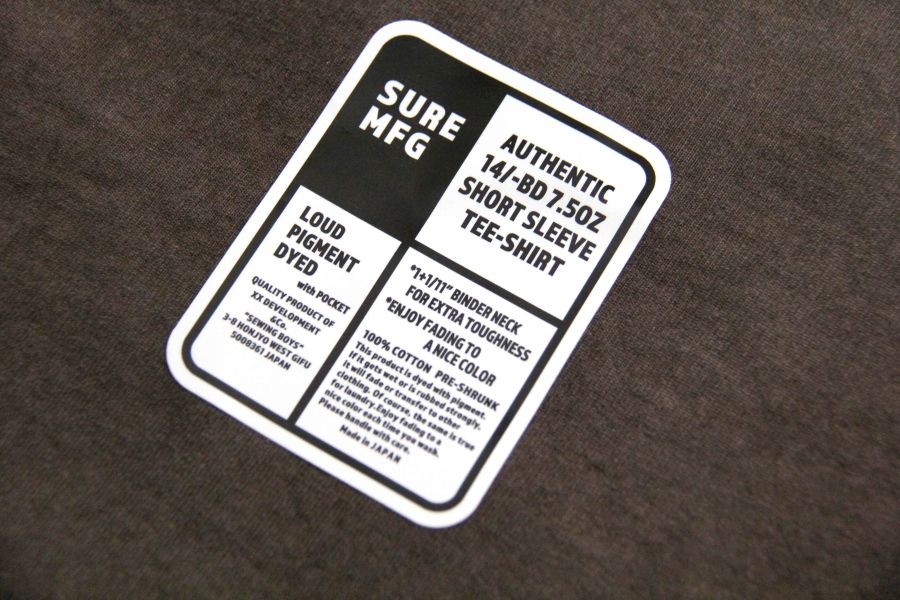 SURE
MFG
AUTHENTIC
14/-BD 7.5OZ
SHORT SLEEVE
TEE-SHIRT
LOUD
PIGMENT
DYED
with POCKET
QUALITY PRODUCT OF
XX DEVELOPMENT
&Co.
"SEWING BOYS"
3-8 HONJYO WEST GIFU
5008361 JAPAN
*1+1/11" BINDER NECK
FOR EXTRA TOUGHNESS
*ENJOY FADING TO
A NICE COLOR
100% COTTON PRE-SHRUNK
This product is dyed with pigment.
If it gets wet or is rubbed strongly.
it will fade or transfer to other
clothing. Of course, the same is true
for laundry.Enjoy fading to a
nice color each time you wash.
Please handle with care.
Made in JAPAN